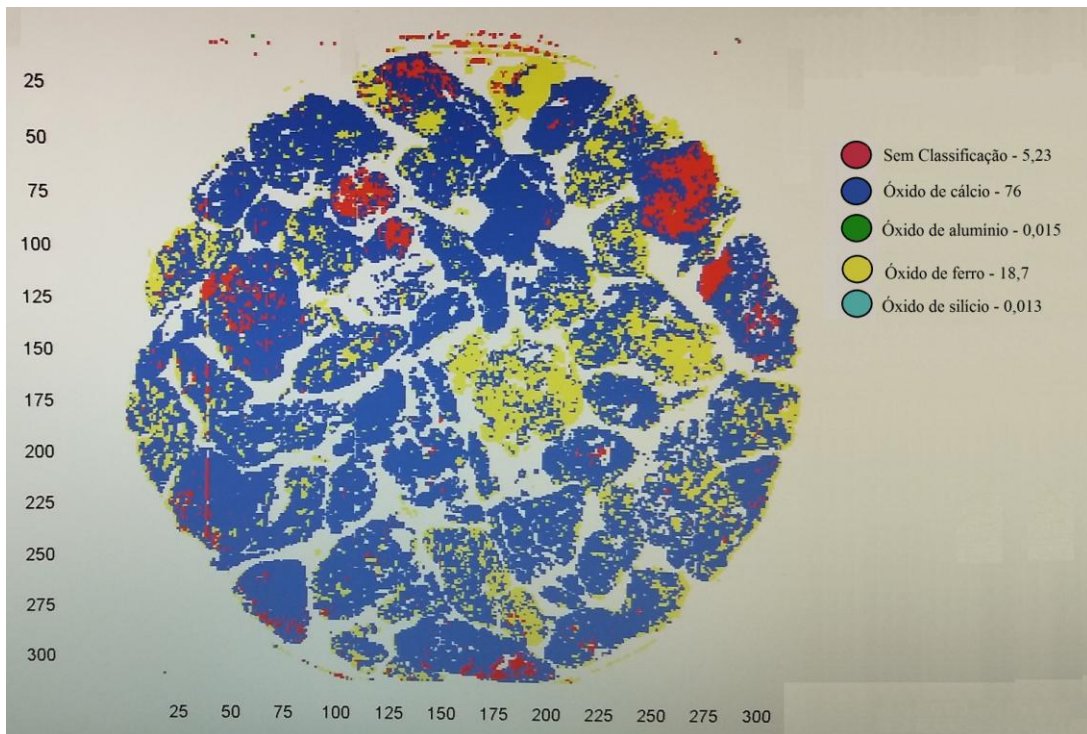 25
50
75
100
125
150
175
200
225
250
275
300
25 50 75 100 125 150 175 200 225 250 275 300
Sem Classificação - 5,23
Óxido de cálcio - 76
Óxido de alumínio - 0,015
Óxido de ferro - 18,7
Óxido de silício - 0,013